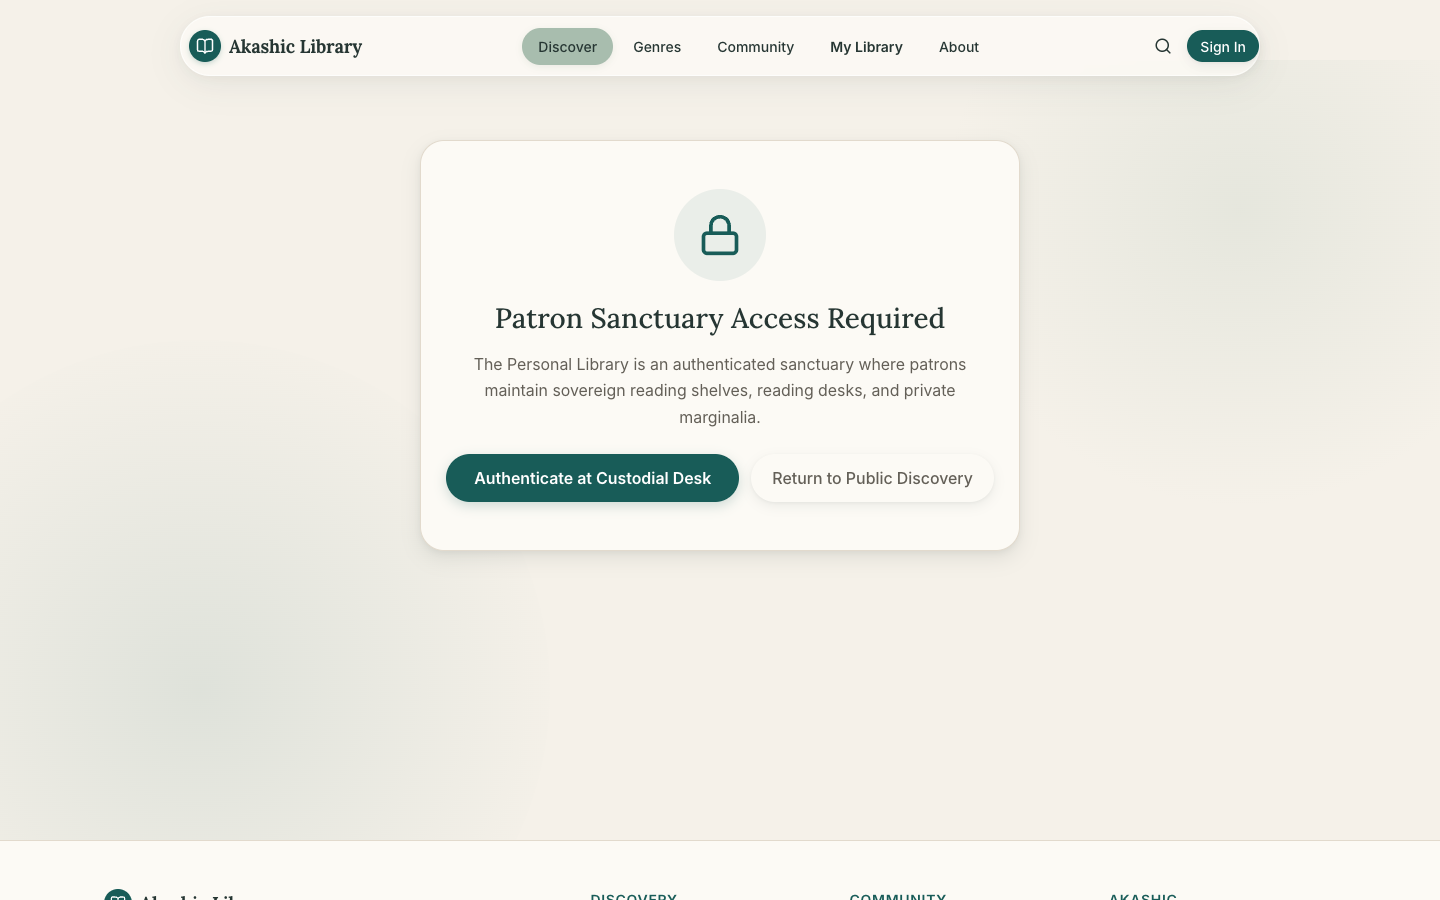 Akashic Library
Discover
Genres
Community
My Library
About
Sign In
Patron Sanctuary Access Required
The Personal Library is an authenticated sanctuary where patrons
maintain sovereign reading shelves, reading desks, and private
marginalia.
Authenticate at Custodial Desk
Return to Public Discovery
DISCOVERY
COMMUNITY
AKASHIC